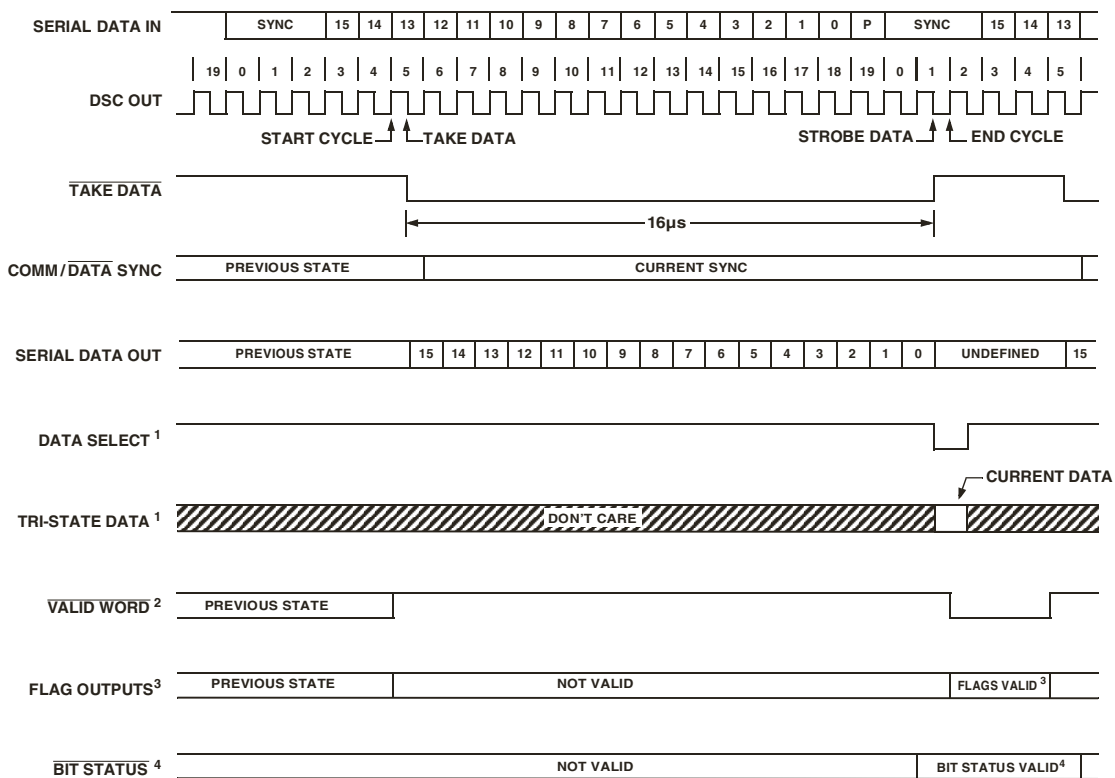 SERIAL DATA IN SYNC 15 14 13 12 11 10 9 8 7 6 5 4 3 2 1 0 P SYNC 15 14 13
19 0 1 2 3 4 5 6 7 8 9 10 11 12 13 14 15 16 17 18 19 0 1 2 3 4 5
DSC OUT
START CYCLE TAKE DATA STROBE DATA END CYCLE
TAKE DATA
16µs
COMM/DATA SYNC PREVIOUS STATE CURRENT SYNC
SERIAL DATA OUT PREVIOUS STATE 15 14 13 12 11 10 9 8 7 6 5 4 3 2 1 0 UNDEFINED 15
DATA SELECT 1
CURRENT DATA
TRI-STATE DATA 1 DON'T CARE
VALID WORD 2 PREVIOUS STATE
FLAG OUTPUTS3 PREVIOUS STATE NOT VALID FLAGS VALID 3
BIT STATUS 4 NOT VALID BIT STATUS VALID4